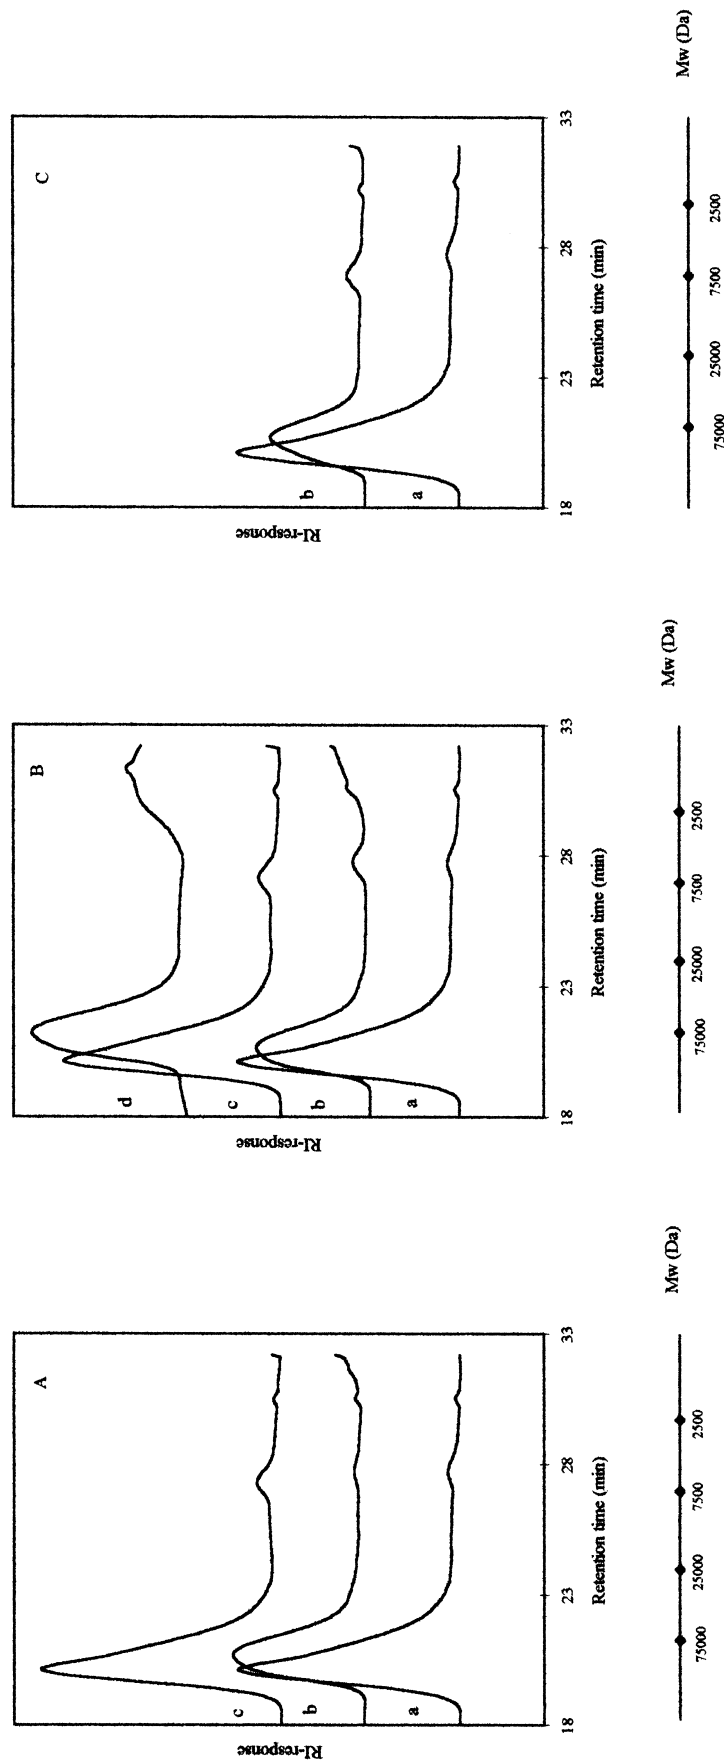 C
RI-response
b
a
18
23
28
33
Retention time (min)
Mw (Da)
75000
25000
7500
2500
B
RI-response
d
c
b
a
18
23
28
33
Retention time (min)
Mw (Da)
75000
25000
7500
2500
A
RI-response
c
b
a
18
23
28
33
Retention time (min)
Mw (Da)
75000
25000
7500
2500